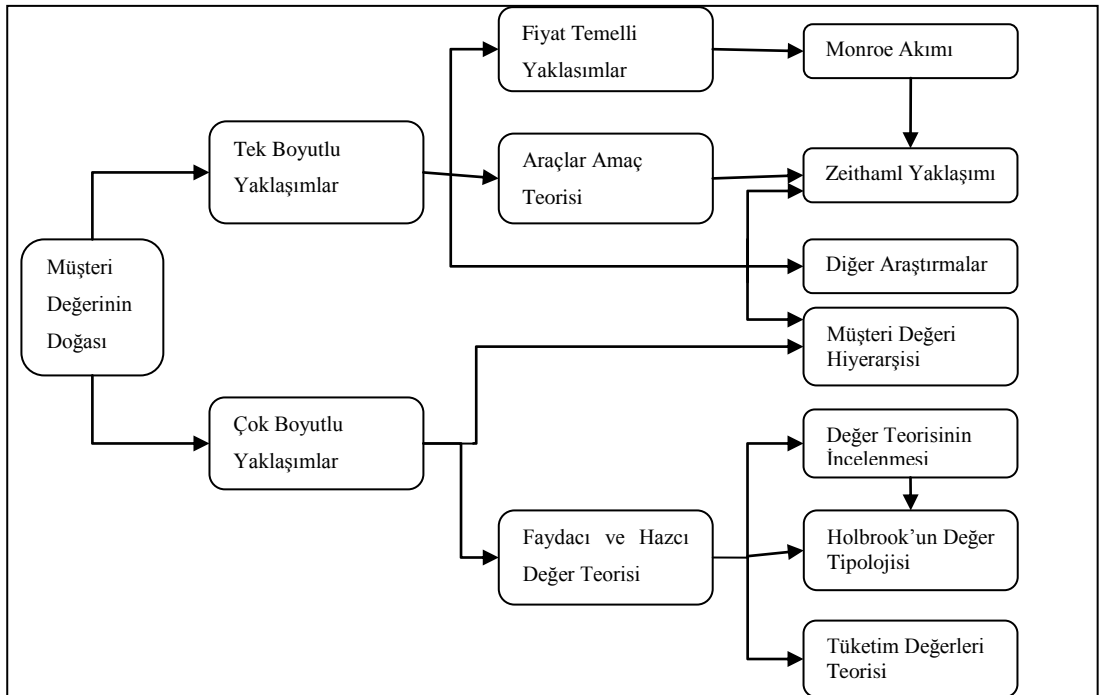 Fiyat Temelli
Yaklasımlar
Monroe Akımı
Tek Boyutlu
Yaklaşımlar
Araçlar Amaç
Teorisi
Zeithaml Yaklaşımı
Müşteri
Değerinin
Doğası
Diğer Araştırmalar
Müşteri Değeri
Hiyerarşisi
Çok Boyutlu
Yaklaşımlar
Değer Teorisinin
İncelenmesi
Faydacı ve Hazcı
Değer Teorisi
Holbrook’un Değer
Tipolojisi
Tüketim Değerleri
Teorisi